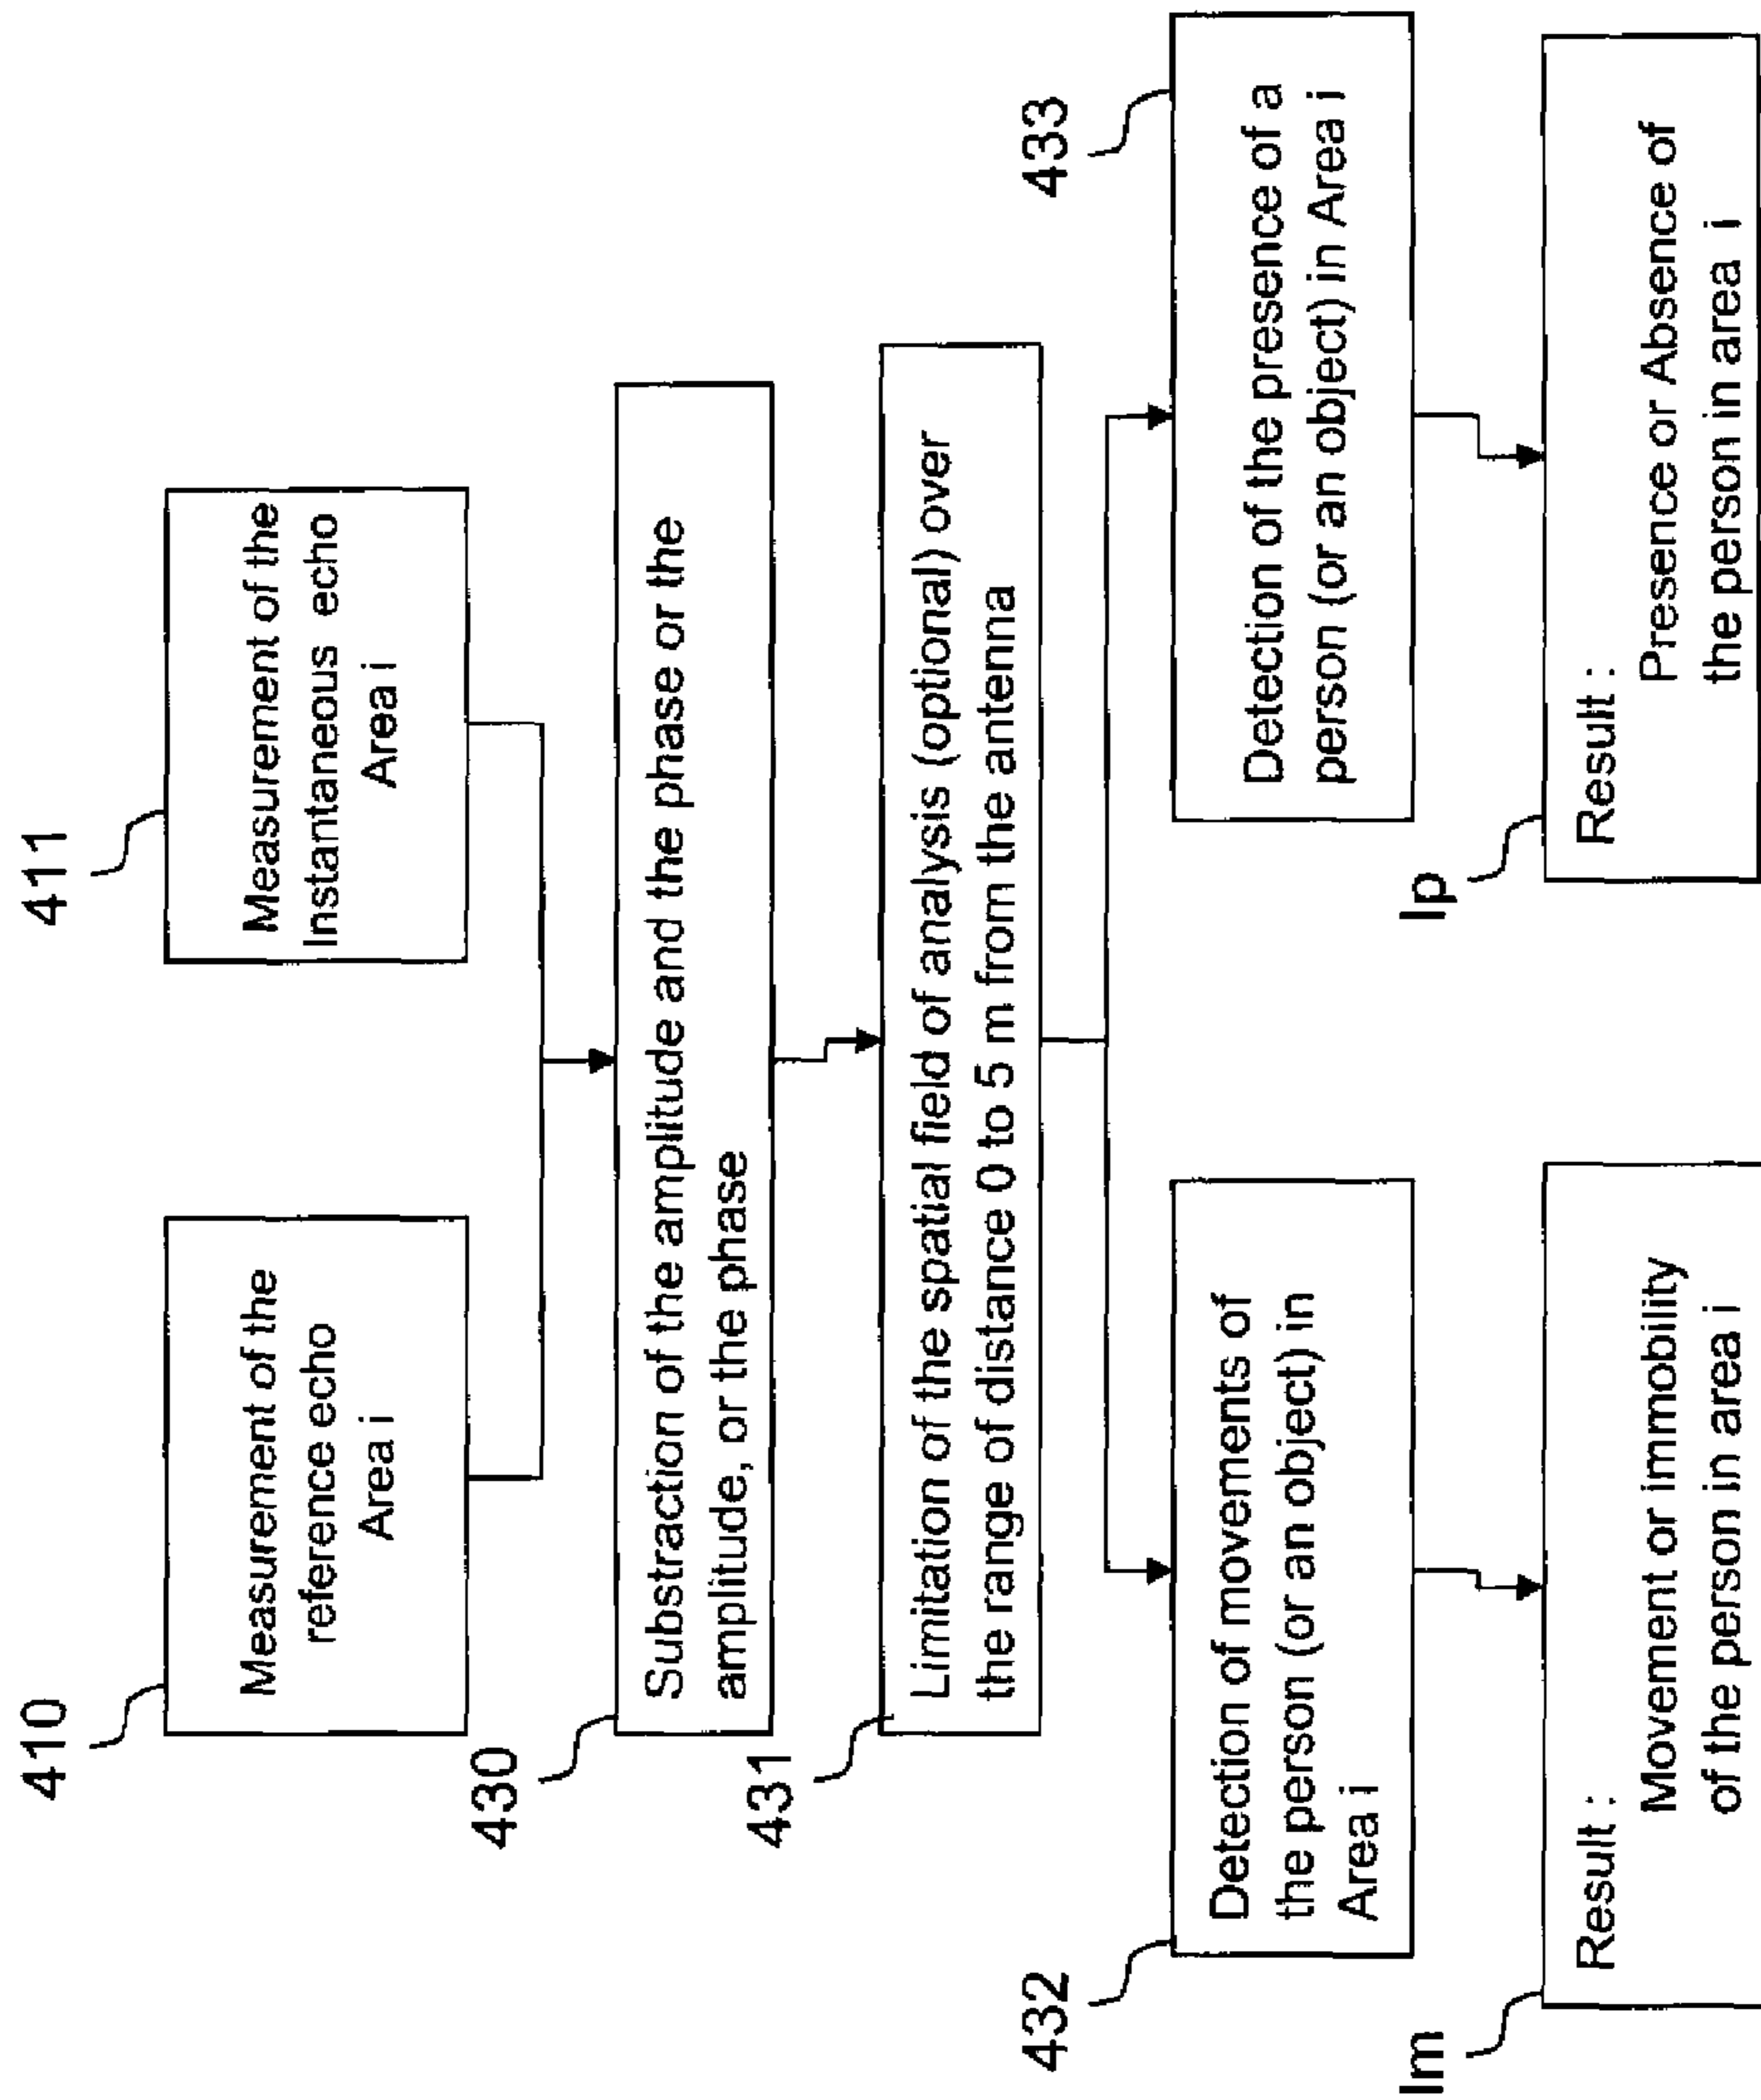 410
Measurement of the
reference echo
Area i
411
Measurement of the
Instantaneous echo
Area i
430
Substraction of the amplitude and the phase or the
amplitude, or the phase
431
Limitation of the spatial field of analysis (optional) over
the range of distance 0 to 5 m from the antenna
432
Detection of movements of
the person (or an object) in
Area i
433
Detection of the presence of a
person (or an object) in Area i
Im
Result :
Movement or immobility
of the person in area i
Ip
Result :
Presence or Absence of
the person in area i